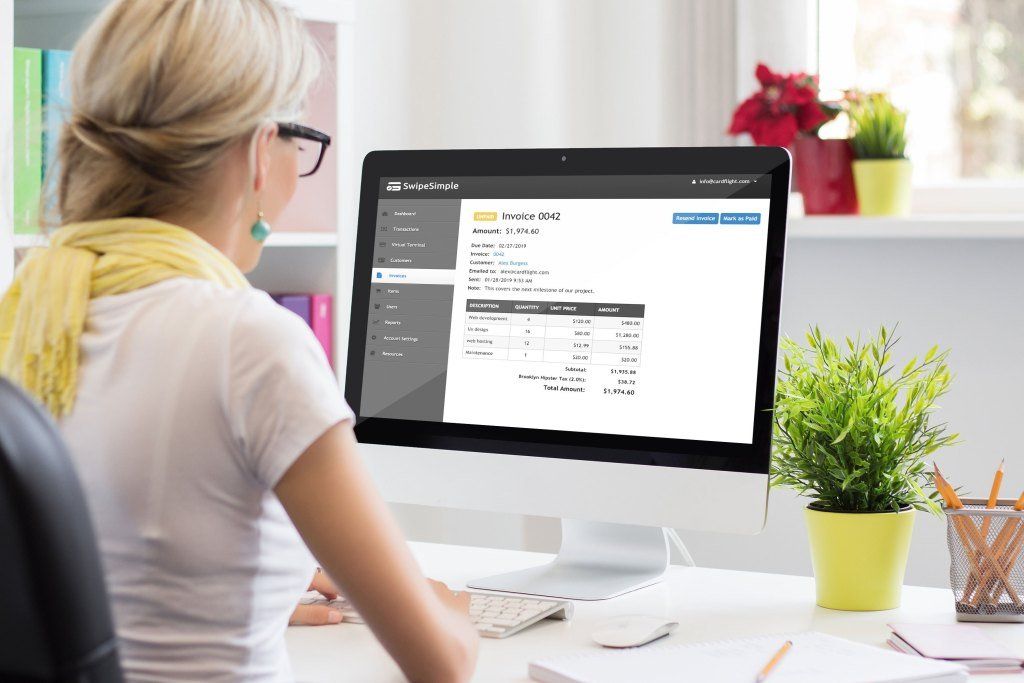 SwipeSimple
info@cardflight.com
Dashboard
Transactions
Virtual Terminal
Customers
Invoices
Items
Users
Reports
Account Settings
Resources
UNPAID Invoice 0042
Resend Invoice Mark as Paid
Amount: $1,974.60
Due Date: 02/27/2019
Invoice: 0042
Customer: Alex Burgess
Emailed to: alex@cardflight.com
Sent: 01/28/2019 9:53 AM
Note: This covers the next milestone of our project.
DESCRIPTION QUANTITY UNIT PRICE AMOUNT
Web development 4 $120.00 $480.00
Ux design 16 $80.00 $1,280.00
web hosting 12 $12.99 $155.88
Maintenance 1 $20.00 $20.00
Subtotal: $1,935.88
Brooklyn Hipster Tax (2.0%): $38.72
Total Amount: $1,974.60